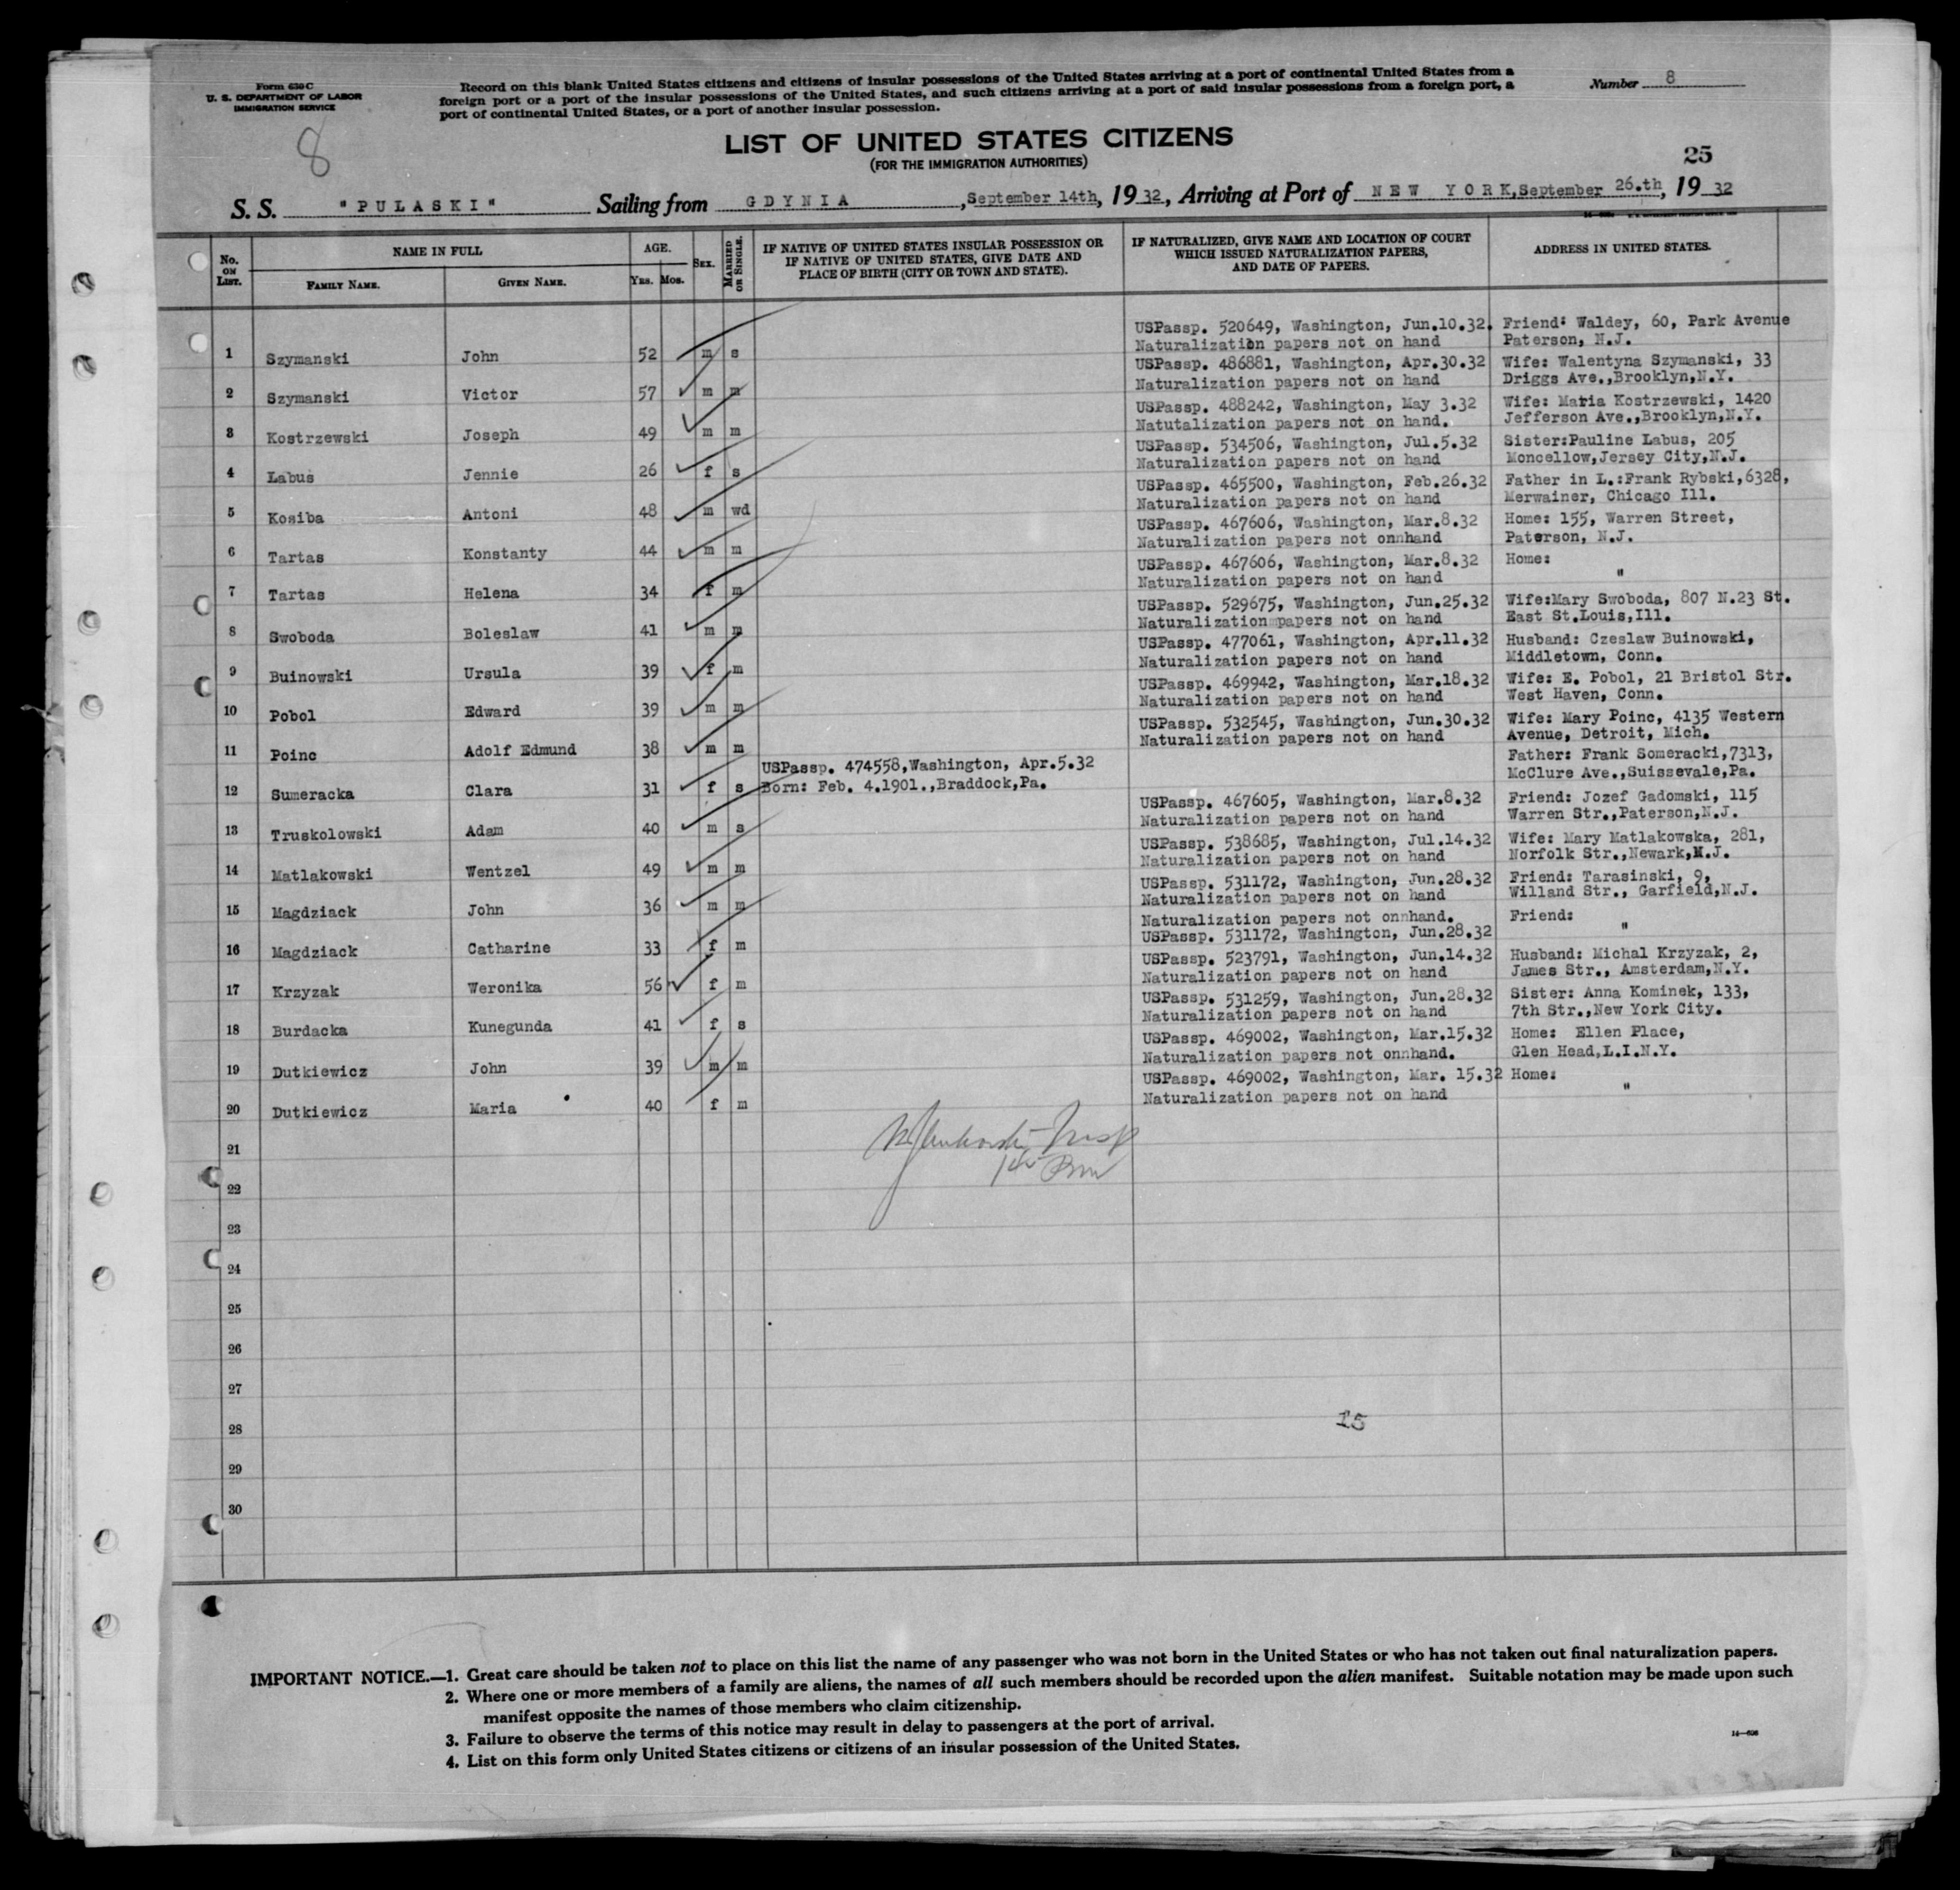 Form 630 C
U. S. DEPARTMENT OF LABOR
IMMIGRATION SERVICE
Record on this blank United States citizens and citizens of insular possessions of the United States arriving at a port of continental United States from a
foreign port or a port of the insular possessions of the United States, and such citizens arriving at a port of said insular possessions from a foreign port, a
port of continental United States, or a port of another insular possession.
Number 8
8
LIST OF UNITED STATES CITIZENS
(FOR THE IMMIGRATION AUTHORITIES)
25
S. S. "PULASKI" Sailing from GDYNIA, September 14th, 19 32, Arriving at Port of NEW YORK, September 26.th, 19 32
No. ON LIST. NAME IN FULL FAMILY NAME. GIVEN NAME. AGE. YRS. MOS. SEX. MARRIED OR SINGLE. IF NATIVE OF UNITED STATES INSULAR POSSESSION OR IF NATIVE OF UNITED STATES, GIVE DATE AND PLACE OF BIRTH (CITY OR TOWN AND STATE). IF NATURALIZED, GIVE NAME AND LOCATION OF COURT WHICH ISSUED NATURALIZATION PAPERS, AND DATE OF PAPERS. ADDRESS IN UNITED STATES.
USPassp. 520649, Washington, Jun.10.32. Friend: Waldey, 60, Park Avenue
1 Szymanski John 52 m s Naturalization papers not on hand Paterson, N.J.
USPassp. 486881, Washington, Apr.30.32 Wife: Walentyna Szymanski, 33
2 Szymanski Victor 57 m m Naturalization papers not on hand Driggs Ave.,Brooklyn,N.Y.
USPassp. 488242, Washington, May 3.32 Wife: Maria Kostrzewski, 1420
3 Kostrzewski Joseph 49 m m Natutalization papers not on hand. Jefferson Ave.,Brooklyn,N.Y.
USPassp. 534506, Washington, Jul.5.32 Sister:Pauline Labus, 205
4 Labus Jennie 26 f s Naturalization papers not on hand Moncellow,Jersey City,N.J.
USPassp. 465500, Washington, Feb.26.32 Father in L.:Frank Rybski,6328,
5 Kosiba Antoni 48 m wd Naturalization papers not on hand Merwainer, Chicago Ill.
USPassp. 467606, Washington, Mar.8.32 Home: 155, Warren Street,
6 Tartas Konstanty 44 m m Naturalization papers not onnhand Paterson, N.J.
USPassp. 467606, Washington, Mar.8.32 Home:
7 Tartas Helena 34 f m Naturalization papers not on hand "
USPassp. 529675, Washington, Jun.25.32 Wife:Mary Swoboda, 807 N.23 St.
8 Swoboda Boleslaw 41 m m Naturalizationmpapers not on hand East St.Louis,Ill.
USPassp. 477061, Washington, Apr.11.32 Husband: Czeslaw Buinowski,
9 Buinowski Ursula 39 f m Naturalization papers not on hand Middletown, Conn.
USPassp. 469942, Washington, Mar.18.32 Wife: E. Pobol, 21 Bristol Str.
10 Pobol Edward 39 m m Naturalization papers not on hand West Haven, Conn.
USPassp. 532545, Washington, Jun.30.32 Wife: Mary Poinc, 4135 Western
11 Poinc Adolf Edmund 38 m m Naturalization papers not on hand Avenue, Detroit, Mich.
USPassp. 474558,Washington, Apr.5.32 Father: Frank Someracki,7313,
12 Sumeracka Clara 31 f s Born: Feb. 4.1901.,Braddock,Pa. McClure Ave.,Suissevale,Pa.
USPassp. 467605, Washington, Mar.8.32 Friend: Jozef Gadomski, 115
13 Truskolowski Adam 40 m s Naturalization papers not on hand Warren Str.,Paterson,N.J.
USPassp. 538685, Washington, Jul.14.32 Wife: Mary Matlakowska, 281,
14 Matlakowski Wentzel 49 m m Naturalization papers not on hand Norfolk Str.,Newark,N.J.
USPassp. 531172, Washington, Jun.28.32 Friend: Tarasinski, 9,
15 Magdziack John 36 m m Naturalization papers not on hand Willand Str., Garfield,N.J.
Naturalization papers not onnhand. Friend:
16 Magdziack Catharine 33 f m USPassp. 531172, Washington, Jun.28.32 "
USPassp. 523791, Washington, Jun.14.32 Husband: Michal Krzyzak, 2,
17 Krzyzak Weronika 56 f m Naturalization papers not on hand James Str., Amsterdam,N.Y.
USPassp. 531259, Washington, Jun.28.32 Sister: Anna Kominek, 133,
18 Burdacka Kunegunda 41 f s Naturalization papers not on hand 7th Str.,New York City.
USPassp. 469002, Washington, Mar.15.32 Home: Ellen Place,
19 Dutkiewicz John 39 m m Naturalization papers not onnhand. Glen Head,L.I.N.Y.
USPassp. 469002, Washington, Mar. 15.32 Home:
20 Dutkiewicz Maria 40 f m Naturalization papers not on hand "
21
22
23
24
25
26
27
28
15
29
30
IMPORTANT NOTICE.—1. Great care should be taken not to place on this list the name of any passenger who was not born in the United States or who has not taken out final naturalization papers.
2. Where one or more members of a family are aliens, the names of all such members should be recorded upon the alien manifest. Suitable notation may be made upon such
manifest opposite the names of those members who claim citizenship.
3. Failure to observe the terms of this notice may result in delay to passengers at the port of arrival.
4. List on this form only United States citizens or citizens of an insular possession of the United States.